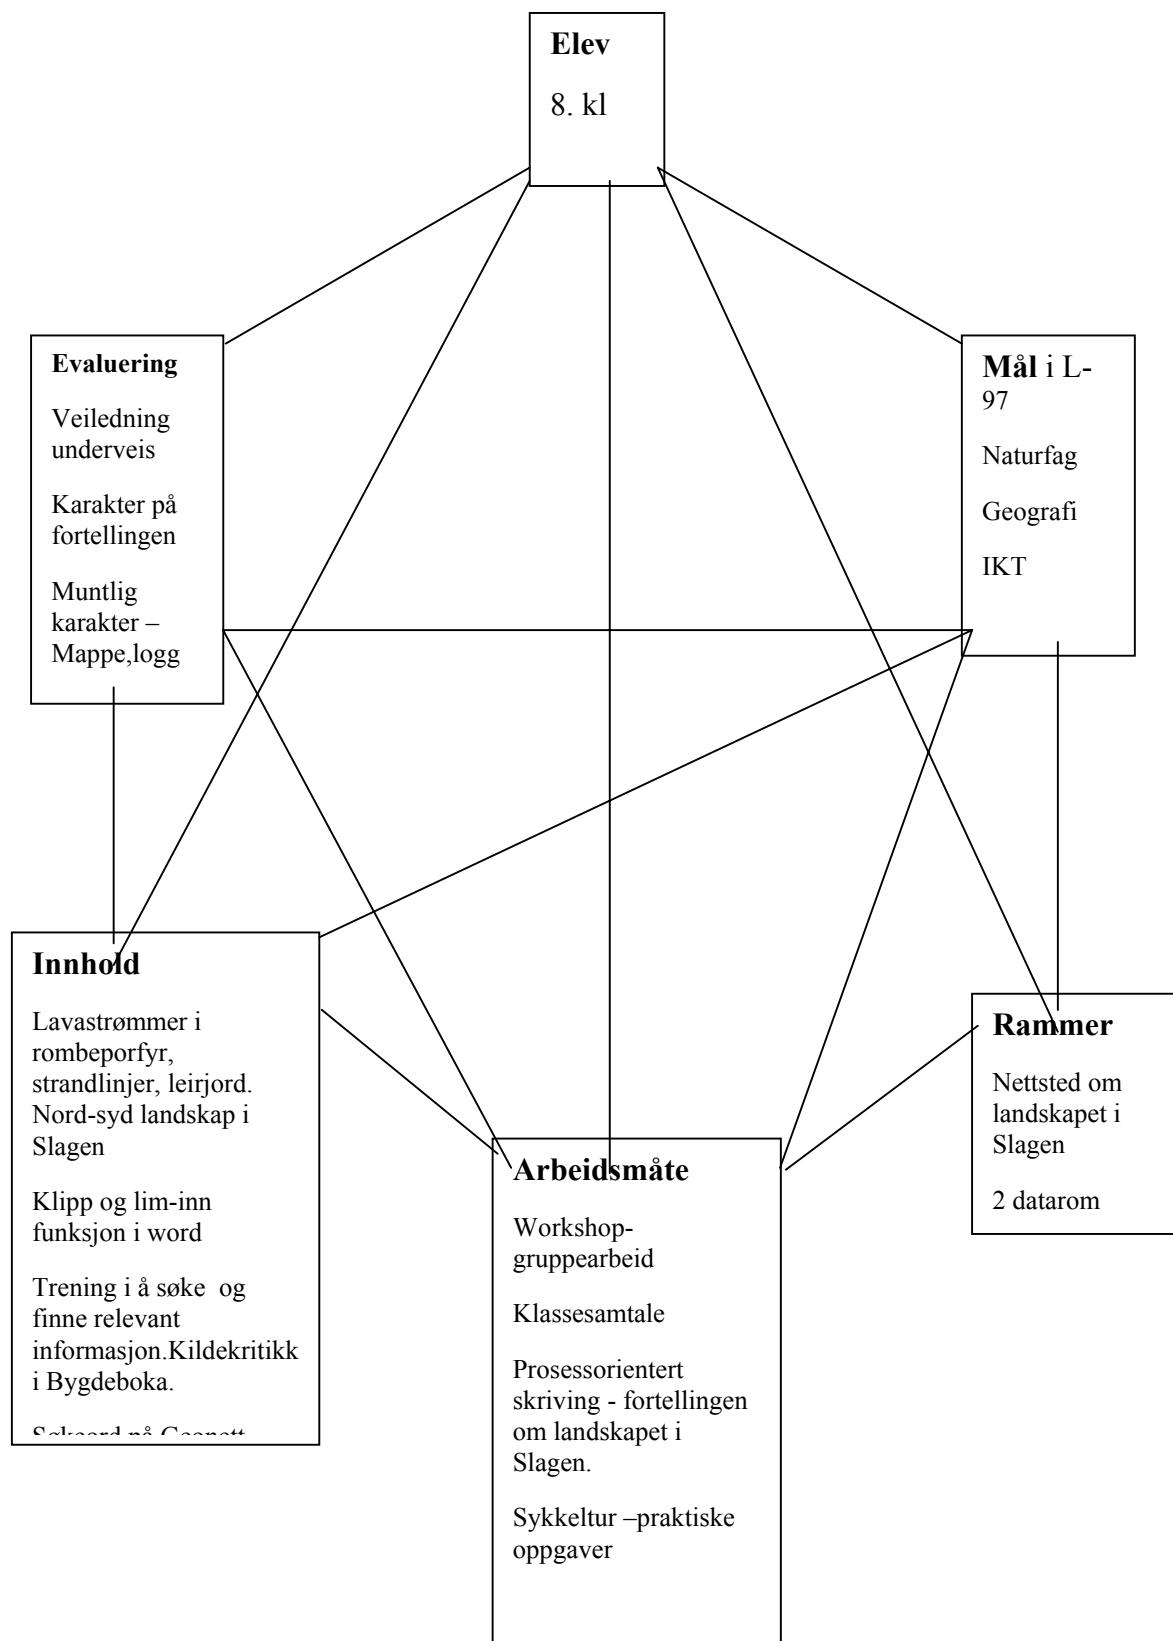 Elev
8. kl
Evaluering
Veiledning
underveis
Karakter på
fortellingen
Muntlig
karakter –
Mappe,logg
Mål i L-
97
Naturfag
Geografi
IKT
Innhold
Lavastrømmer i
rombeporfyr,
strandlinjer, leirjord.
Nord-syd landskap i
Slagen
Klipp og lim-inn
funksjon i word
Trening i å søke  og
finne relevant
informasjon.Kildekritikk
i Bygdeboka.
Søkeord på Geonett
Arbeidsmåte
Workshop-
gruppearbeid
Klassesamtale
Prosessorientert
skriving - fortellingen
om landskapet i
Slagen.
Sykkeltur –praktiske
oppgaver
Rammer
Nettsted om
landskapet i
Slagen
2 datarom